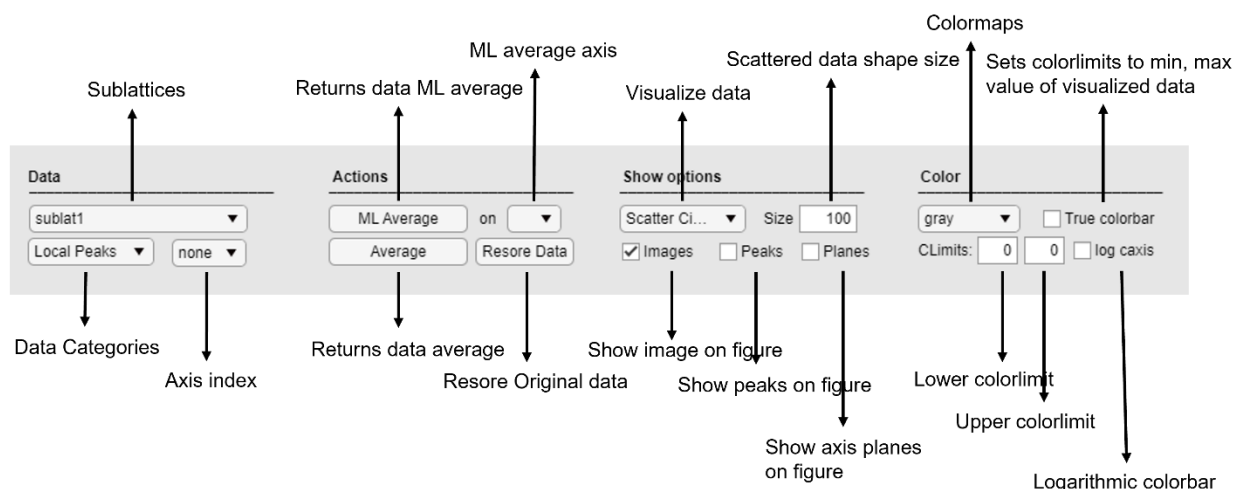 Colormaps
ML average axis
Scattered data shape size
Sets colorlimits to min, max
value of visualized data
Sublattices
Returns data ML average
Visualize data
Data
Actions
Show options
Color
sublat1
ML Average on
Scatter Ci... Size 100
gray True colorbar
Local Peaks none
Average Resore Data
Images Peaks Planes
CLimits: 0 0 log caxis
Data Categories
Returns data average
Show image on figure
Axis index
Resore Original data
Show peaks on figure
Lower colorlimit
Upper colorlimit
Show axis planes
on figure
Logarithmic colorbar